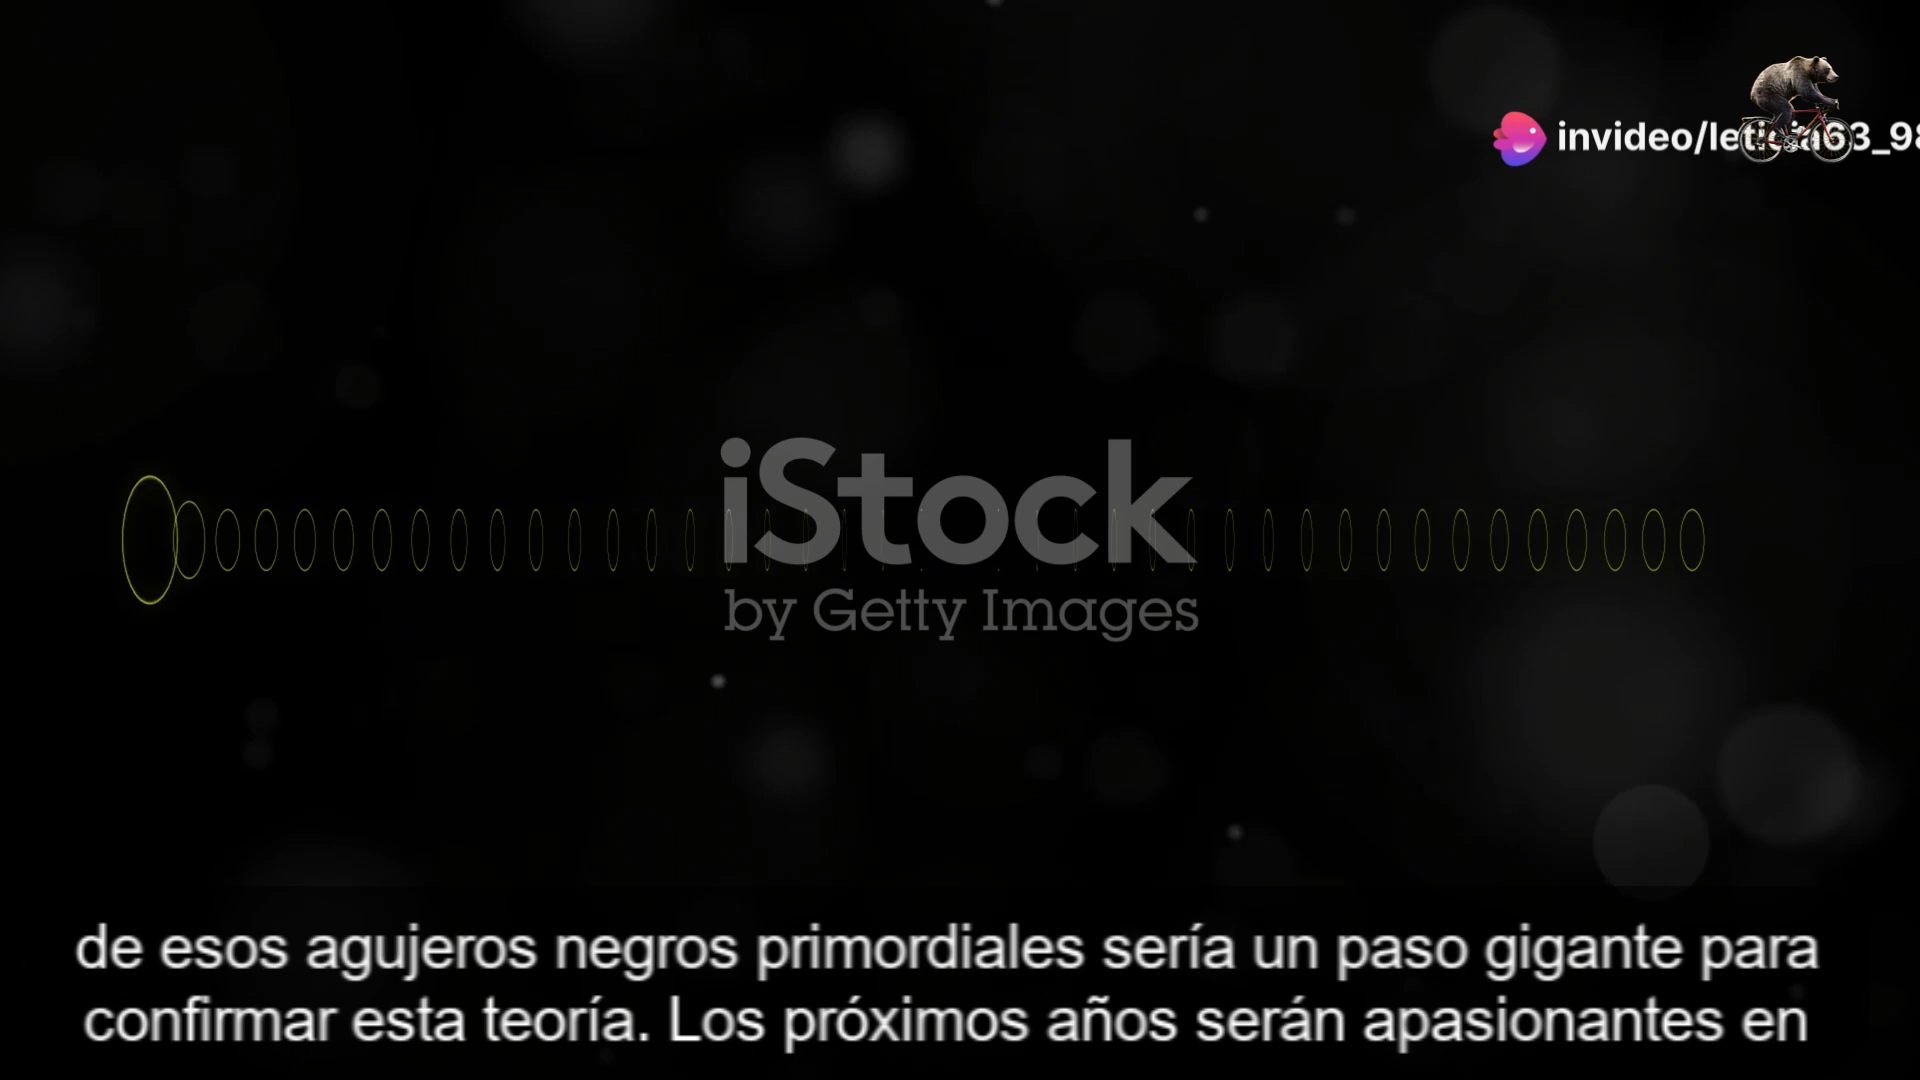 invideo/leticia63_98
iStock
by Getty Images
de esos agujeros negros primordiales sería un paso gigante para
confirmar esta teoría. Los próximos años serán apasionantes en